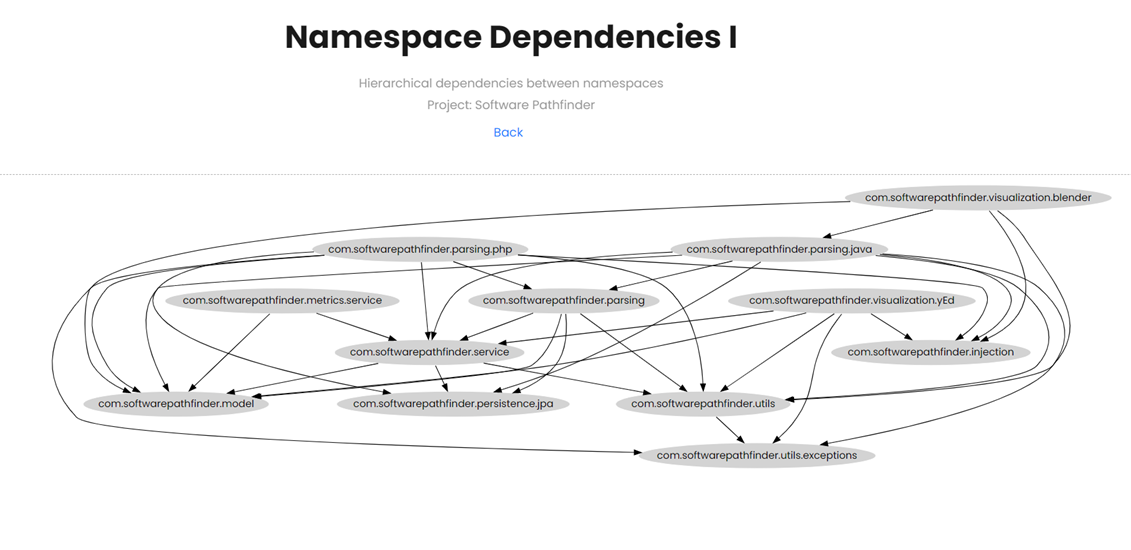 Namespace Dependencies I
Hierarchical dependencies between namespaces
Project: Software Pathfinder
Back
com.softwarepathfinder.visualization.blender
com.softwarepathfinder.parsing.php
com.softwarepathfinder.parsing.java
com.softwarepathfinder.metrics.service
com.softwarepathfinder.parsing
com.softwarepathfinder.visualization.yEd
com.softwarepathfinder.service
com.softwarepathfinder.injection
com.softwarepathfinder.model
com.softwarepathfinder.persistence.jpa
com.softwarepathfinder.utils
com.softwarepathfinder.utils.exceptions